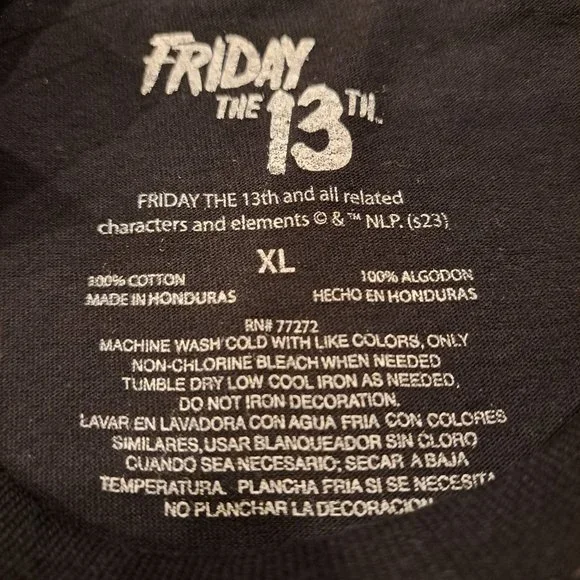 FRIDAY
THE 13TH™
FRIDAY THE 13th and all related
characters and elements © & ™ NLP. (s23)
XL
100% COTTON 100% ALGODON
MADE IN HONDURAS HECHO EN HONDURAS
RN# 77272
MACHINE WASH COLD WITH LIKE COLORS, ONLY
NON-CHLORINE BLEACH WHEN NEEDED
TUMBLE DRY LOW COOL IRON AS NEEDED,
DO NOT IRON DECORATION.
LAVAR EN LAVADORA CON AGUA FRIA CON COLORES
SIMILARES, USAR BLANQUEADOR SIN CLORO
CUANDO SEA NECESARIO; SECAR A BAJA
TEMPERATURA. PLANCHA FRIA SI SE NECESITA
NO PLANCHAR LA DECORACION